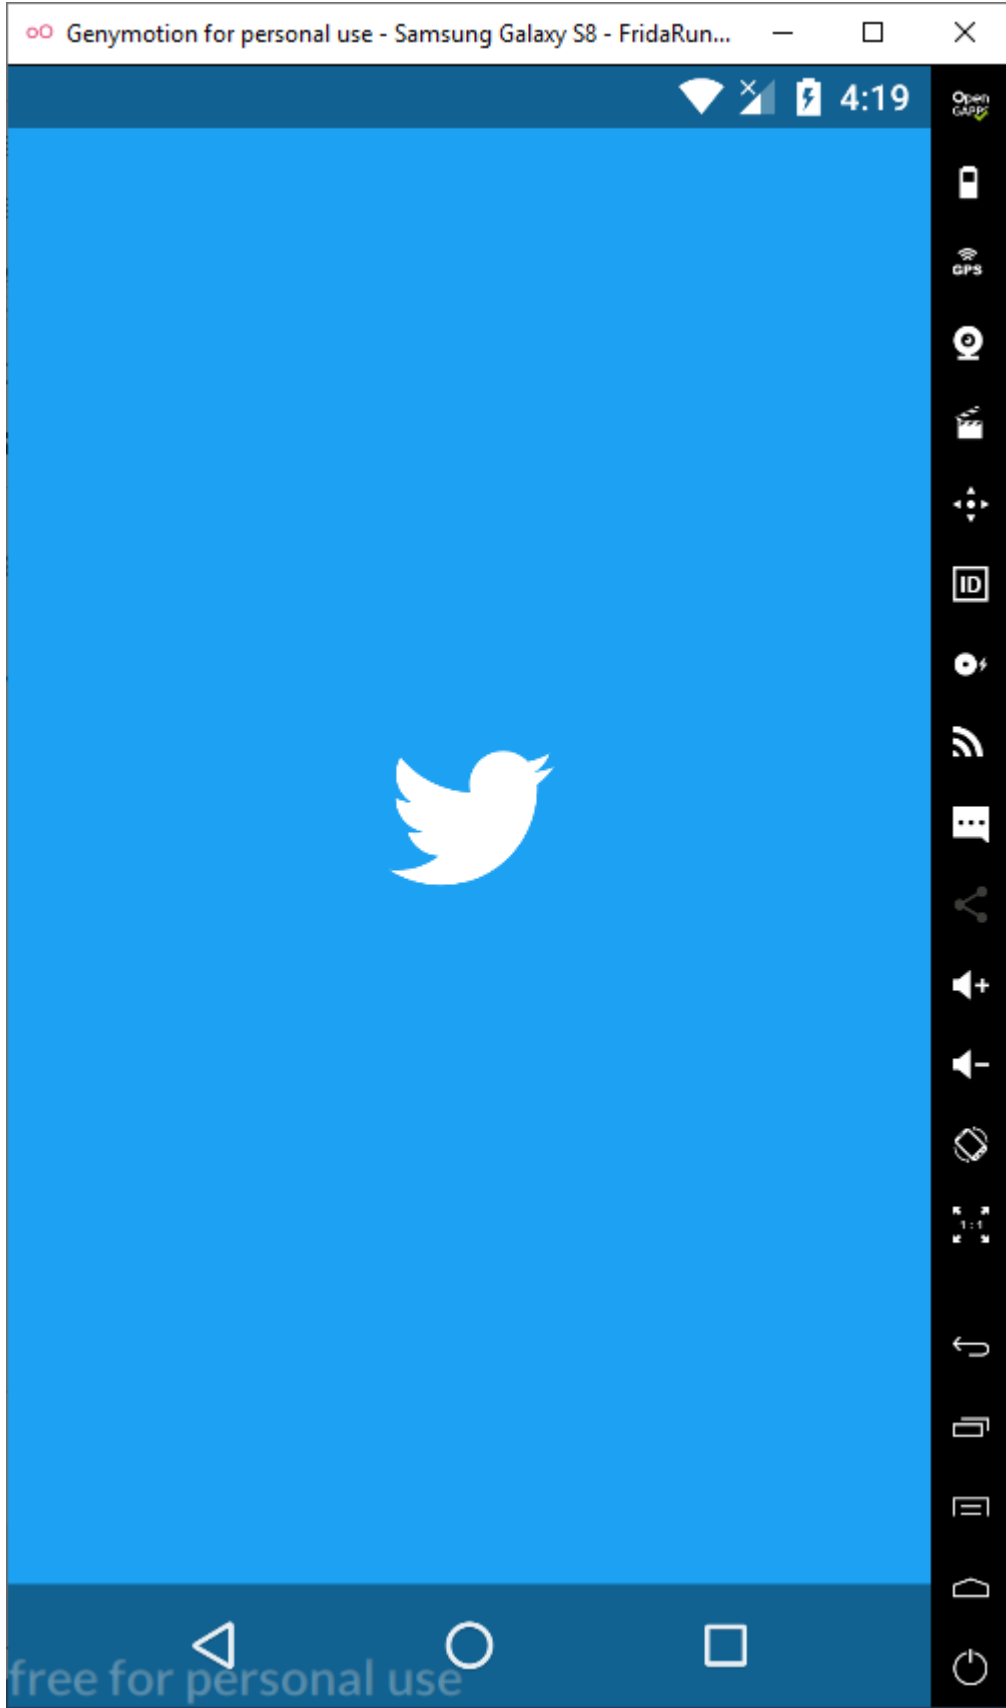 Genymotion for personal use - Samsung Galaxy S8 - FridaRun...
4:19
Open
GAPPS
GPS
ID
1:1
free for personal use